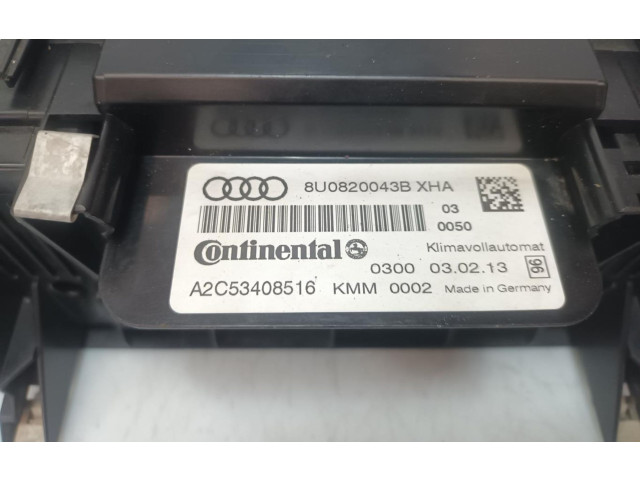 8U0820043B XHA
03
0050
Continental
Klimavollautomat
0300 03.02.13
96
A2C53408516 KMM 0002 Made in Germany